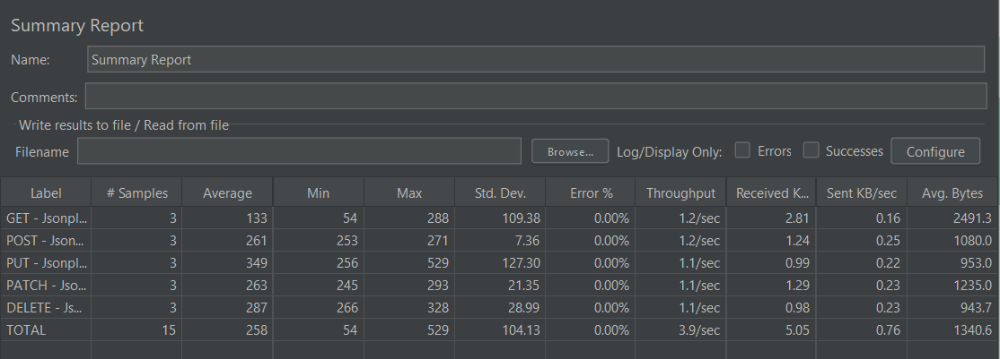 Summary Report
Name: Summary Report
Comments:
Write results to file / Read from file
Filename Browse... Log/Display Only: Errors Successes Configure
Label # Samples Average Min Max Std. Dev. Error % Throughput Received K... Sent KB/sec Avg. Bytes
GET - Jsonpl... 3 133 54 288 109.38 0.00% 1.2/sec 2.81 0.16 2491.3
POST - Json... 3 261 253 271 7.36 0.00% 1.2/sec 1.24 0.25 1080.0
PUT - Jsonpl... 3 349 256 529 127.30 0.00% 1.1/sec 0.99 0.22 953.0
PATCH - Jso... 3 263 245 293 21.35 0.00% 1.1/sec 1.29 0.23 1235.0
DELETE - Js... 3 287 266 328 28.99 0.00% 1.1/sec 0.98 0.23 943.7
TOTAL 15 258 54 529 104.13 0.00% 3.9/sec 5.05 0.76 1340.6